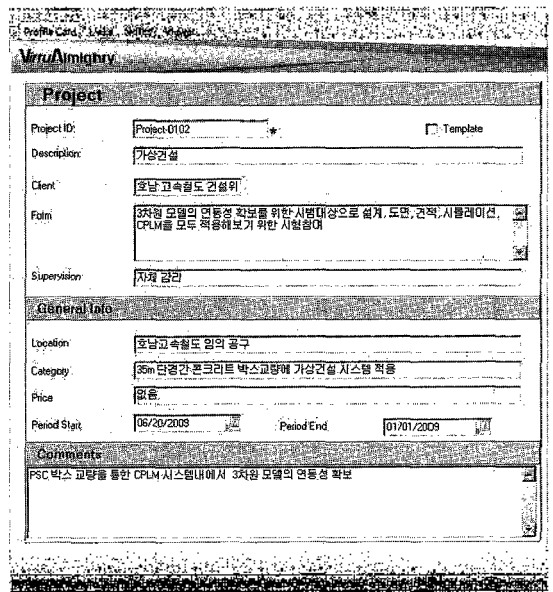 Profile Card
VirtuAlmighty
Project
Project ID: Project-0102 * Template
Description: 가상건설
Client 호남고속철도 건설위
Form 3차원 모델의 연동성 확보를 위한 시범대상으로 설계, 도면, 견적, 시뮬레이션,
CPLM을 모두 적용해보기 위한 시험참여
Supervision 자체 감리
General Info
Location 호남고속철도 임의 공구
Category 35m 단경간 콘크리트 박스교량에 가상건설 시스템 적용
Price 없음
Period Start 06/20/2009 Period End 01/01/2009
Comments
PSC 박스 교량을 통한 CPLM 시스템내에서 3차원 모델의 연동성 확보